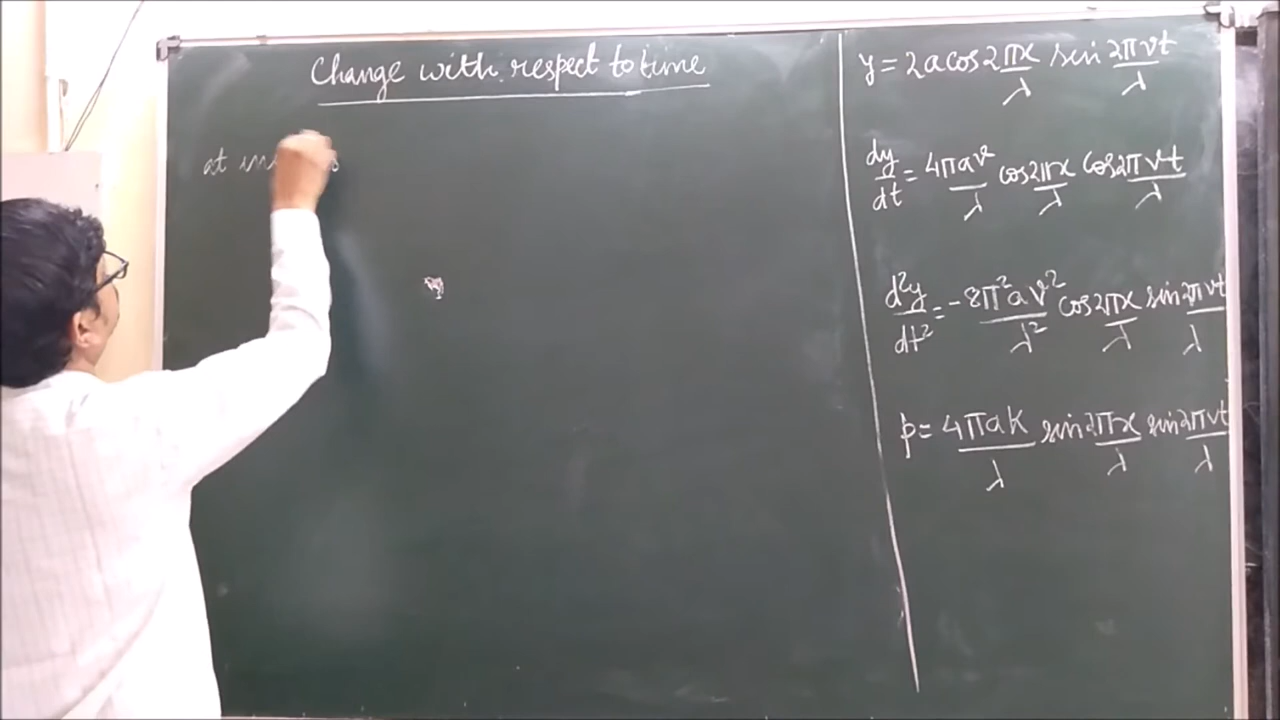 Change with respect to time
at
y = 2a cos 2πx/λ sin 2πvt/λ
dy/dt = 4πav/λ cos 2πx/λ cos 2πvt/λ
d²y/dt² = -8π²av²/λ² cos 2πx/λ sin 2πvt/λ
p = 4πak/λ sin 2πx/λ sin 2πvt/λ